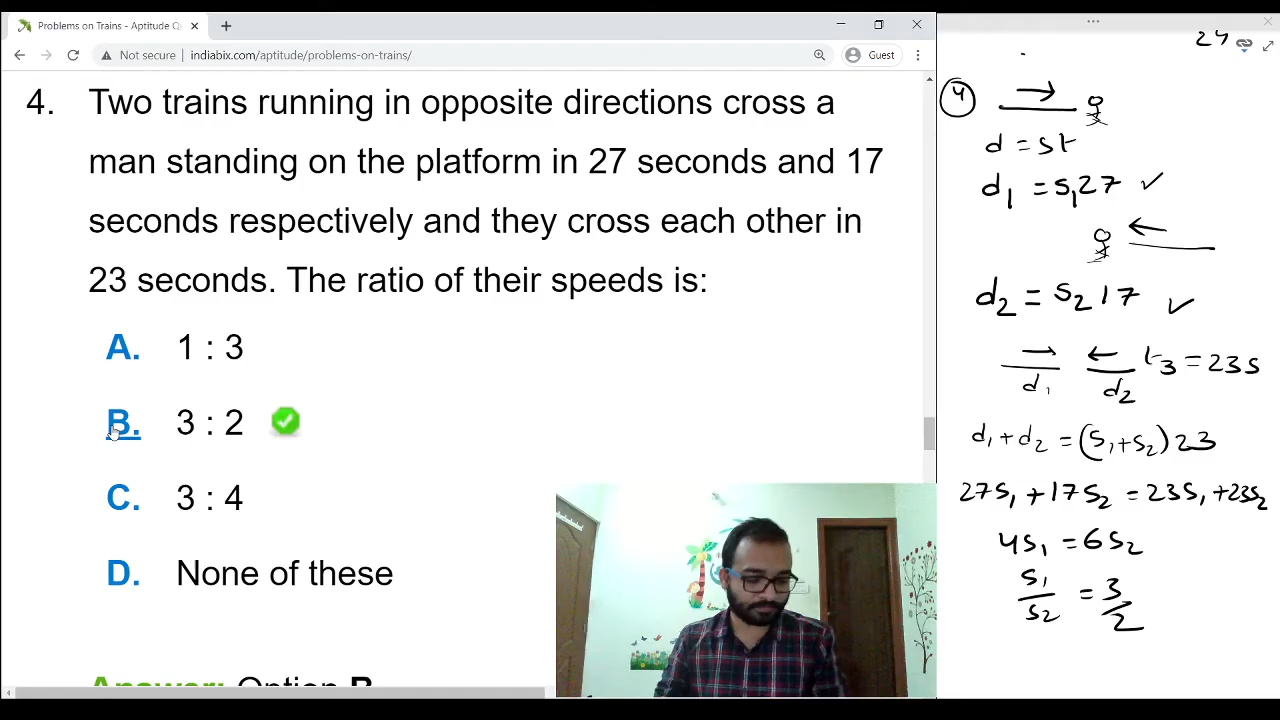 Problems on Trains - Aptitude Q
Not secure
indiabix.com/aptitude/problems-on-trains/
Guest
4. Two trains running in opposite directions cross a
man standing on the platform in 27 seconds and 17
seconds respectively and they cross each other in
23 seconds. The ratio of their speeds is:
A. 1 : 3
B. 3 : 2
C. 3 : 4
D. None of these
Answer: Option B
24
4
d = st
d₁ = s₁27 ✓
d₂ = s₂17 ✓
d₁ d₂ t₃ = 23s
d₁ + d₂ = (s₁+s₂)23
27s₁ + 17s₂ = 23s₁ + 23s₂
4s₁ = 6s₂
s₁/s₂ = 3/2